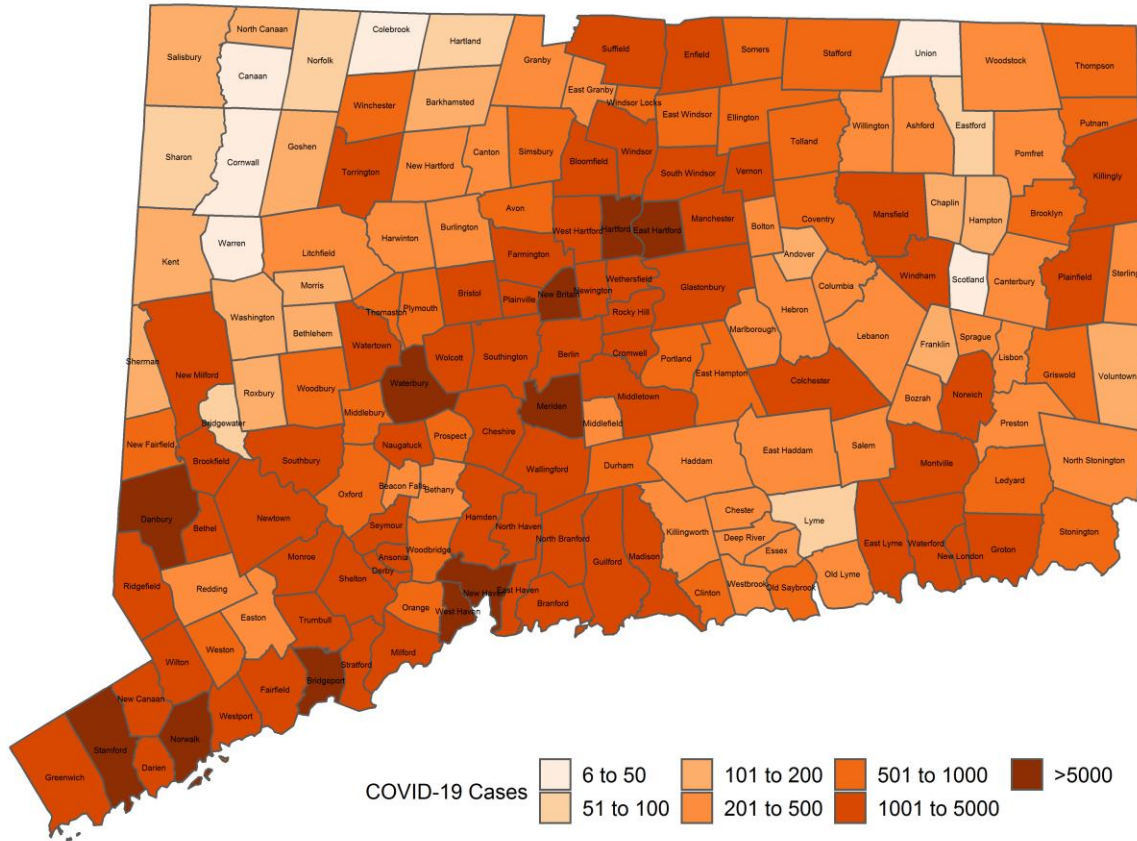 Colebrook
North Canaan
Hartland
Norfolk
Salisbury
Canaan
Suffield
Enfield
Somers
Stafford
Union
Woodstock
Thompson
Granby
East Granby
Windsor Locks
Winchester
Barkhamsted
East Windsor
Ellington
Willington
Ashford
Eastford
Putnam
Sharon
Cornwall
Goshen
Torrington
New Hartford
Canton
Simsbury
Bloomfield
Windsor
South Windsor
Vernon
Tolland
Pomfret
Killingly
Avon
Mansfield
Chaplin
Hampton
Brooklyn
Kent
Warren
Litchfield
Harwinton
Burlington
West Hartford
Hartford
East Hartford
Manchester
Bolton
Coventry
Andover
Farmington
Windham
Scotland
Canterbury
Plainfield
Sterling
Morris
Bristol
Plainville
New Britain
Newington
Wethersfield
Glastonbury
Columbia
Hebron
Washington
Bethlehem
Thomaston
Plymouth
Rocky Hill
Marlborough
Lebanon
Franklin
Sprague
Lisbon
Griswold
Voluntown
Sherman
New Milford
Roxbury
Woodbury
Watertown
Waterbury
Wolcott
Southington
Berlin
Cromwell
Portland
East Hampton
Colchester
Bozrah
Norwich
Preston
Bridgewater
Middlebury
Meriden
Middletown
Middlefield
New Fairfield
Brookfield
Southbury
Naugatuck
Prospect
Cheshire
Wallingford
Durham
Haddam
East Haddam
Salem
Montville
North Stonington
Oxford
Beacon Falls
Bethany
Ledyard
Danbury
Bethel
Newtown
Seymour
Hamden
North Haven
North Branford
Guilford
Madison
Killingworth
Chester
Deep River
Essex
Lyme
East Lyme
Waterford
New London
Groton
Stonington
Monroe
Ansonia
Derby
Woodbridge
Ridgefield
Redding
Shelton
Orange
West Haven
New Haven
East Haven
Branford
Clinton
Westbrook
Old Saybrook
Old Lyme
Easton
Trumbull
Weston
Wilton
Stratford
Milford
Bridgeport
Fairfield
New Canaan
Westport
Norwalk
Stamford
Darien
Greenwich
COVID-19 Cases
6 to 50
51 to 100
101 to 200
201 to 500
501 to 1000
1001 to 5000
>5000